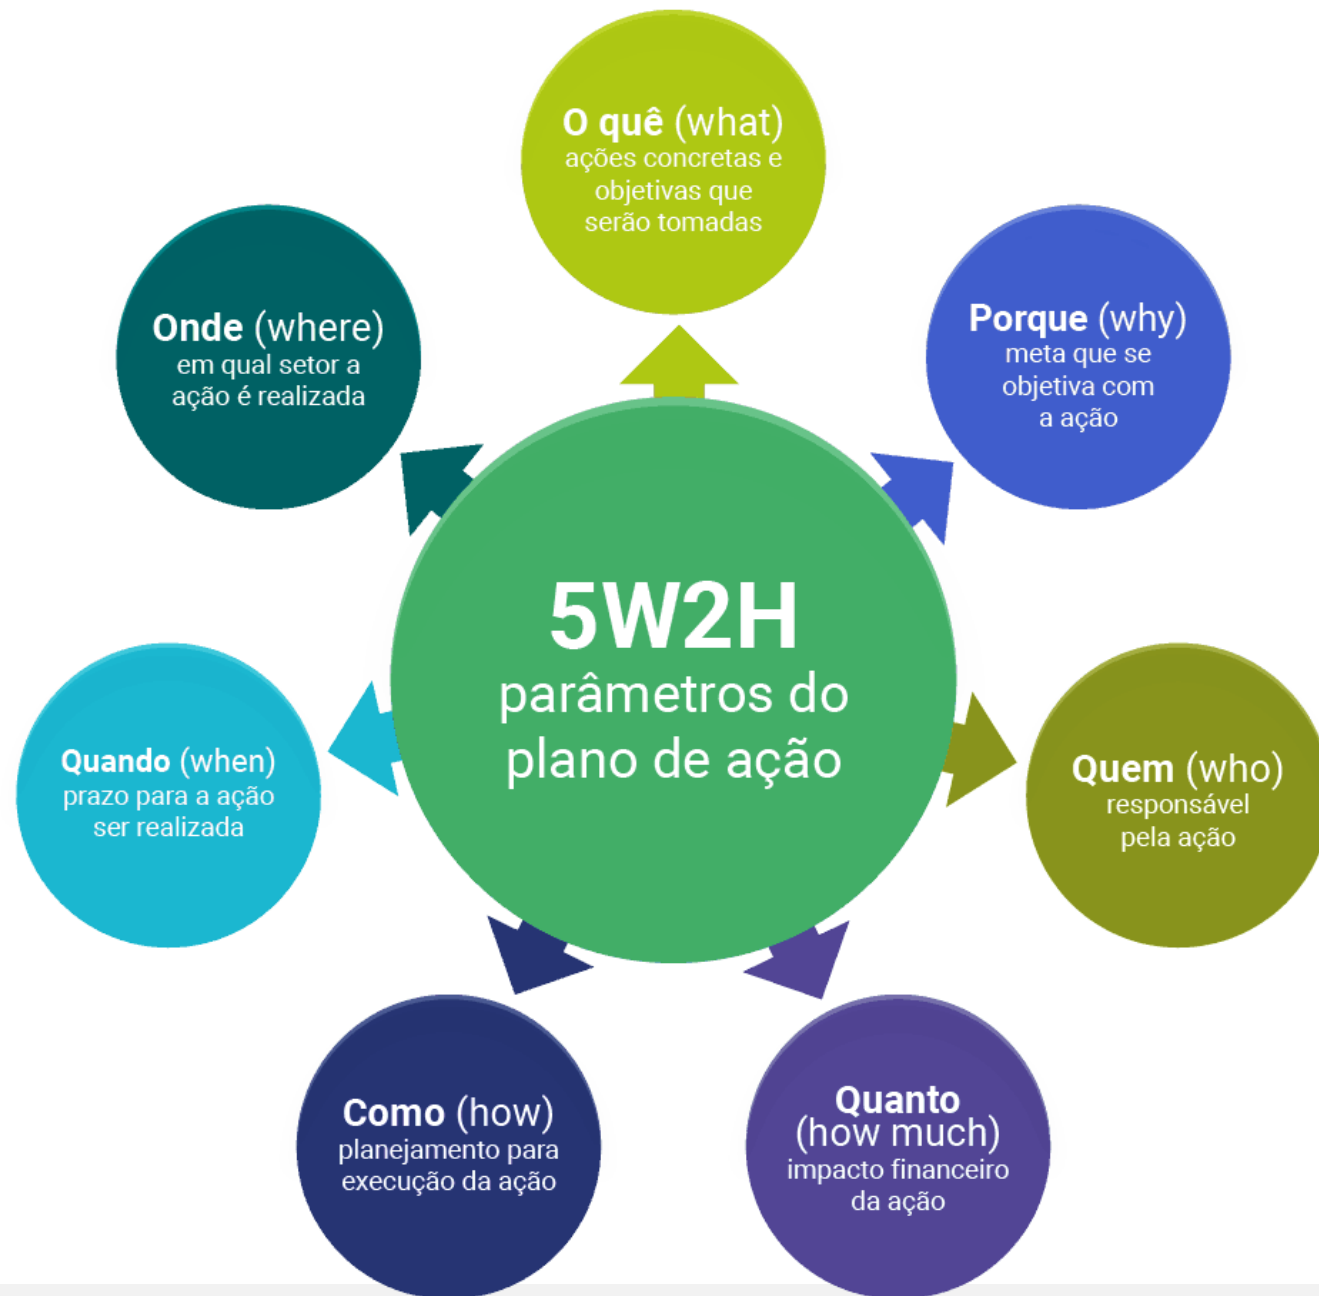 O quê (what)
ações concretas e
objetivas que
serão tomadas
Porque (why)
meta que se
objetiva com
a ação
Onde (where)
em qual setor a
ação é realizada
5W2H
parâmetros do
plano de ação
Quando (when)
prazo para a ação
ser realizada
Quem (who)
responsável
pela ação
Como (how)
planejamento para
execução da ação
Quanto
(how much)
impacto financeiro
da ação